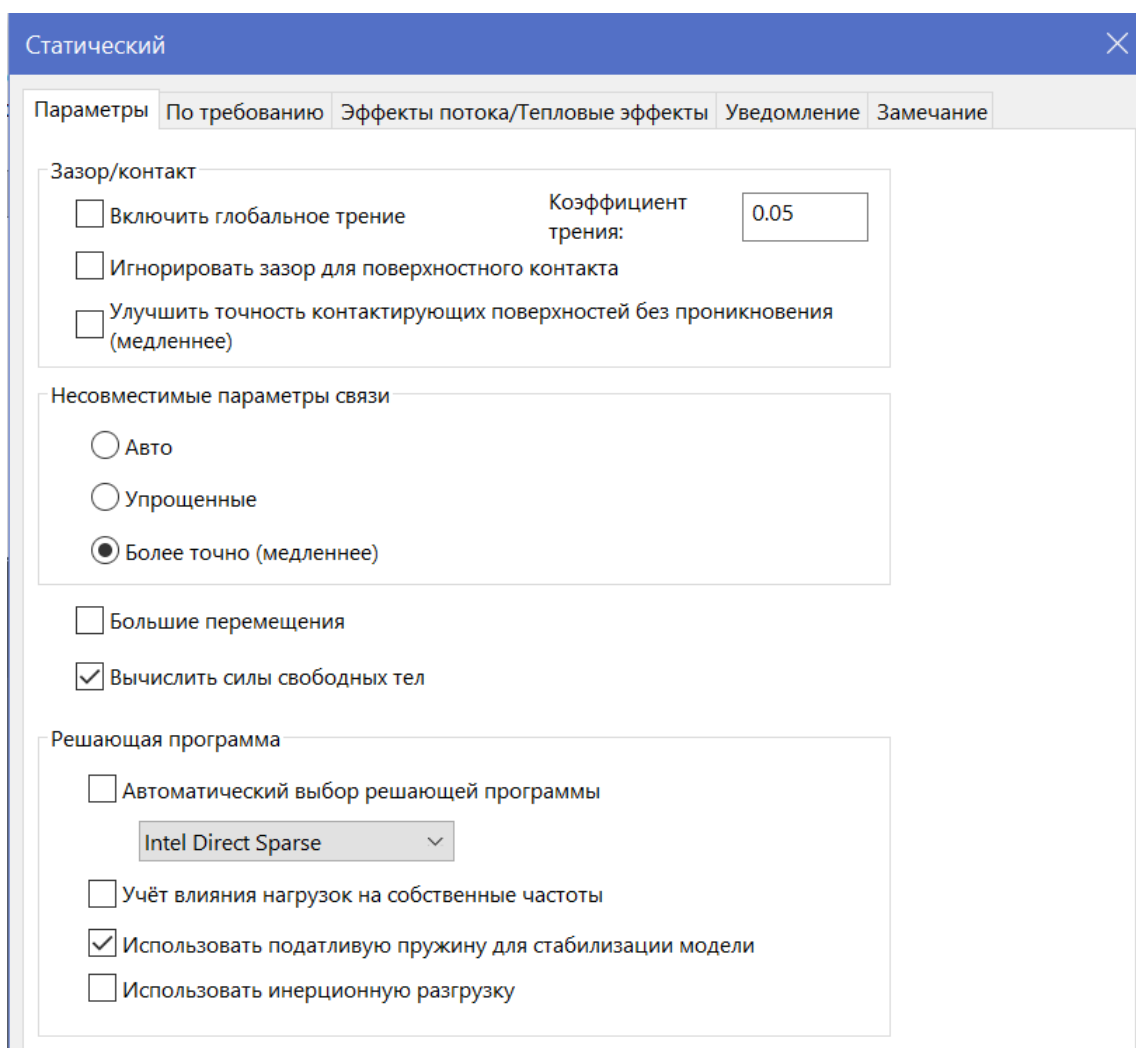 Статический
Параметры По требованию Эффекты потока/Тепловые эффекты Уведомление Замечание
Зазор/контакт
Включить глобальное трение
Коэффициент
трения:
0.05
Игнорировать зазор для поверхностного контакта
Улучшить точность контактирующих поверхностей без проникновения
(медленнее)
Несовместимые параметры связи
Авто
Упрощенные
Более точно (медленнее)
Большие перемещения
Вычислить силы свободных тел
Решающая программа
Автоматический выбор решающей программы
Intel Direct Sparse
Учёт влияния нагрузок на собственные частоты
Использовать податливую пружину для стабилизации модели
Использовать инерционную разгрузку